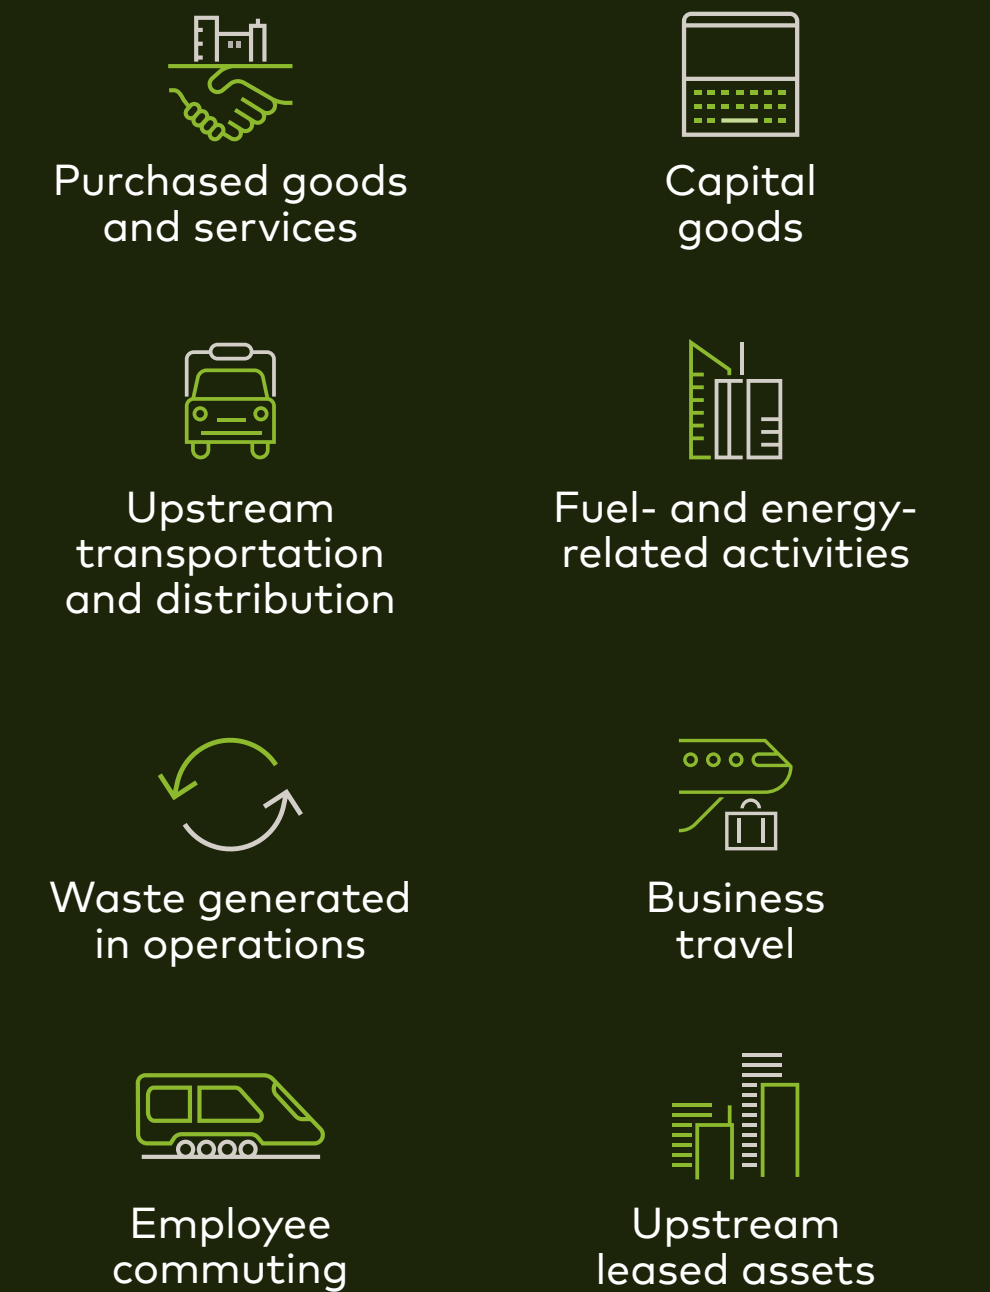 Purchased goods
and services
Capital
goods
Upstream
transportation
and distribution
Fuel- and energy-
related activities
Waste generated
in operations
Business
travel
Employee
commuting
Upstream
leased assets